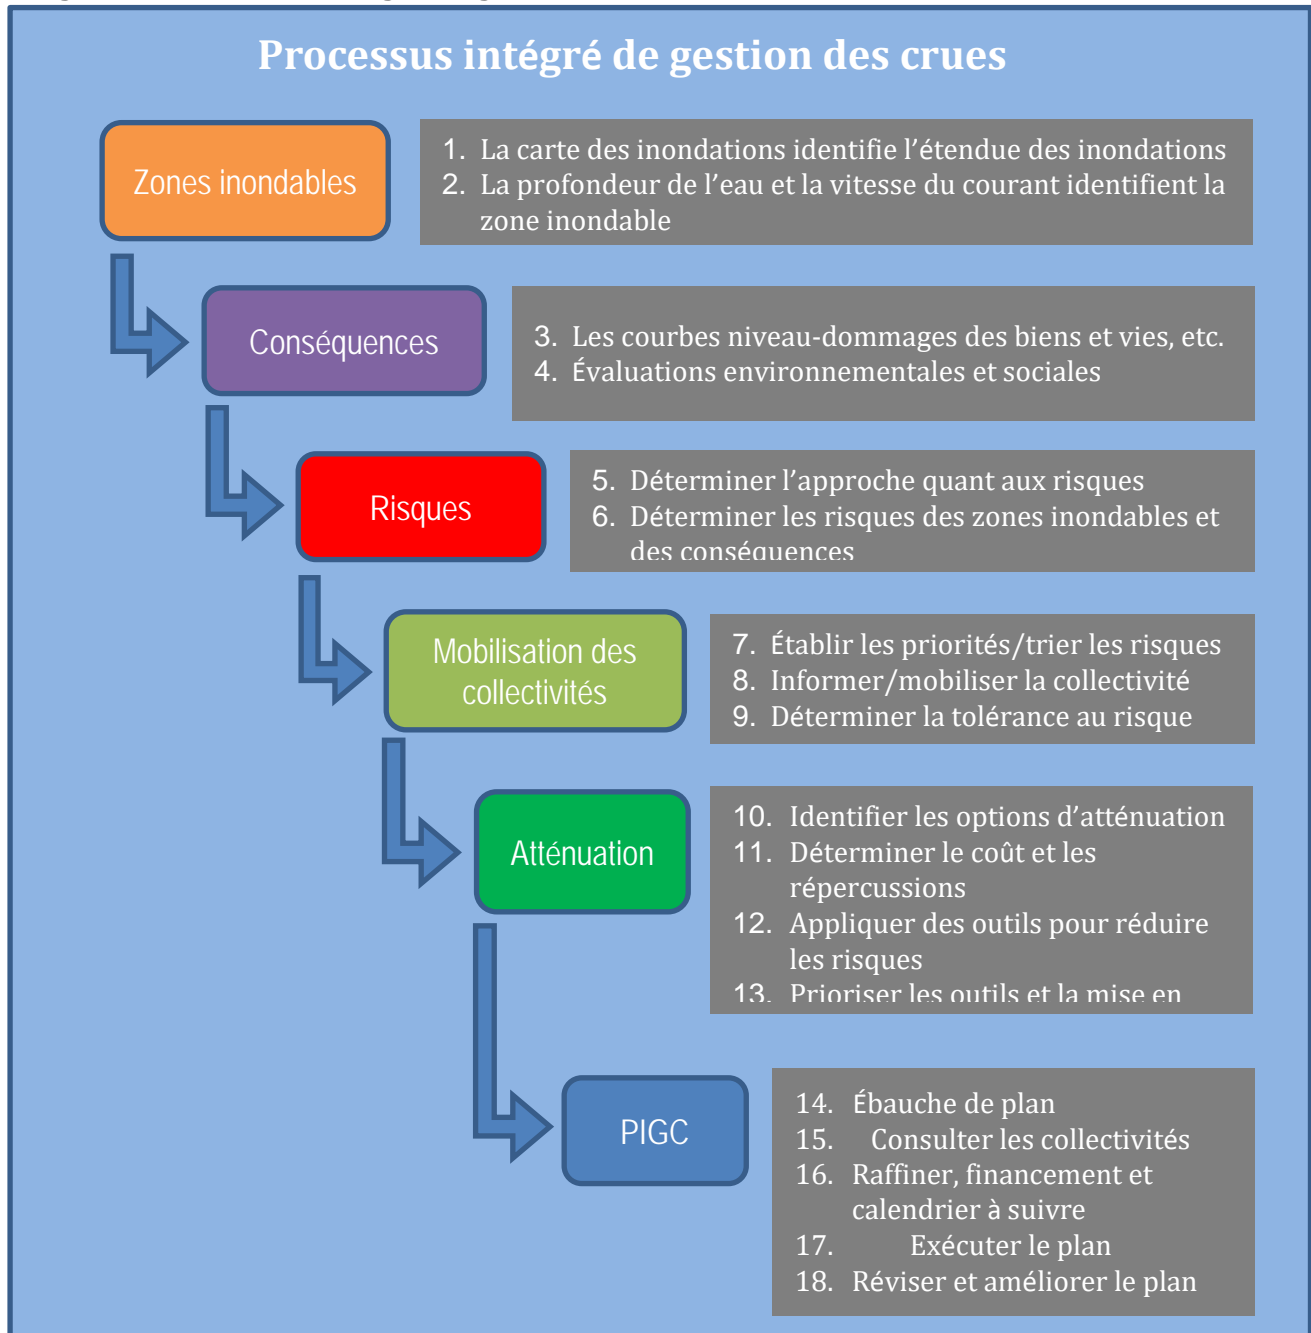 Processus intégré de gestion des crues
Zones inondables
1. La carte des inondations identifie l’étendue des inondations
2. La profondeur de l’eau et la vitesse du courant identifient la
zone inondable
Conséquences
3. Les courbes niveau-dommages des biens et vies, etc.
4. Évaluations environnementales et sociales
Risques
5. Déterminer l’approche quant aux risques
6. Déterminer les risques des zones inondables et
des conséquences
Mobilisation des
collectivités
7. Établir les priorités/trier les risques
8. Informer/mobiliser la collectivité
9. Déterminer la tolérance au risque
Atténuation
10. Identifier les options d’atténuation
11. Déterminer le coût et les
répercussions
12. Appliquer des outils pour réduire
les risques
13. Prioriser les outils et la mise en
PIGC
14. Ébauche de plan
15. Consulter les collectivités
16. Raffiner, financement et
calendrier à suivre
17. Exécuter le plan
18. Réviser et améliorer le plan